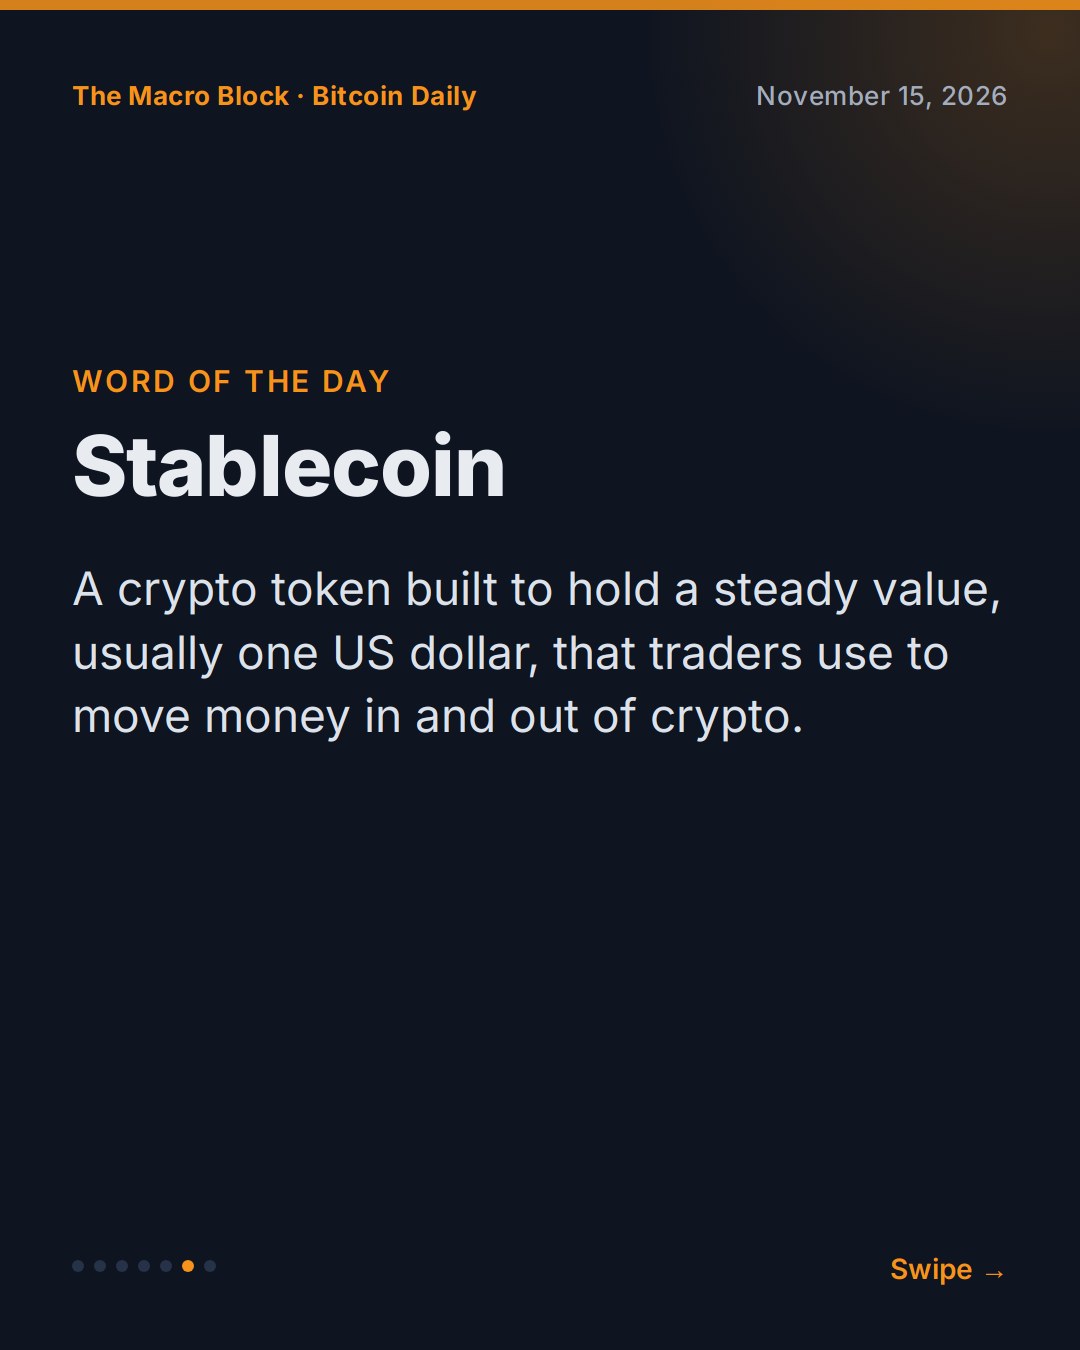 The Macro Block · Bitcoin Daily
November 15, 2026
WORD OF THE DAY
Stablecoin
A crypto token built to hold a steady value,
usually one US dollar, that traders use to
move money in and out of crypto.
Swipe →